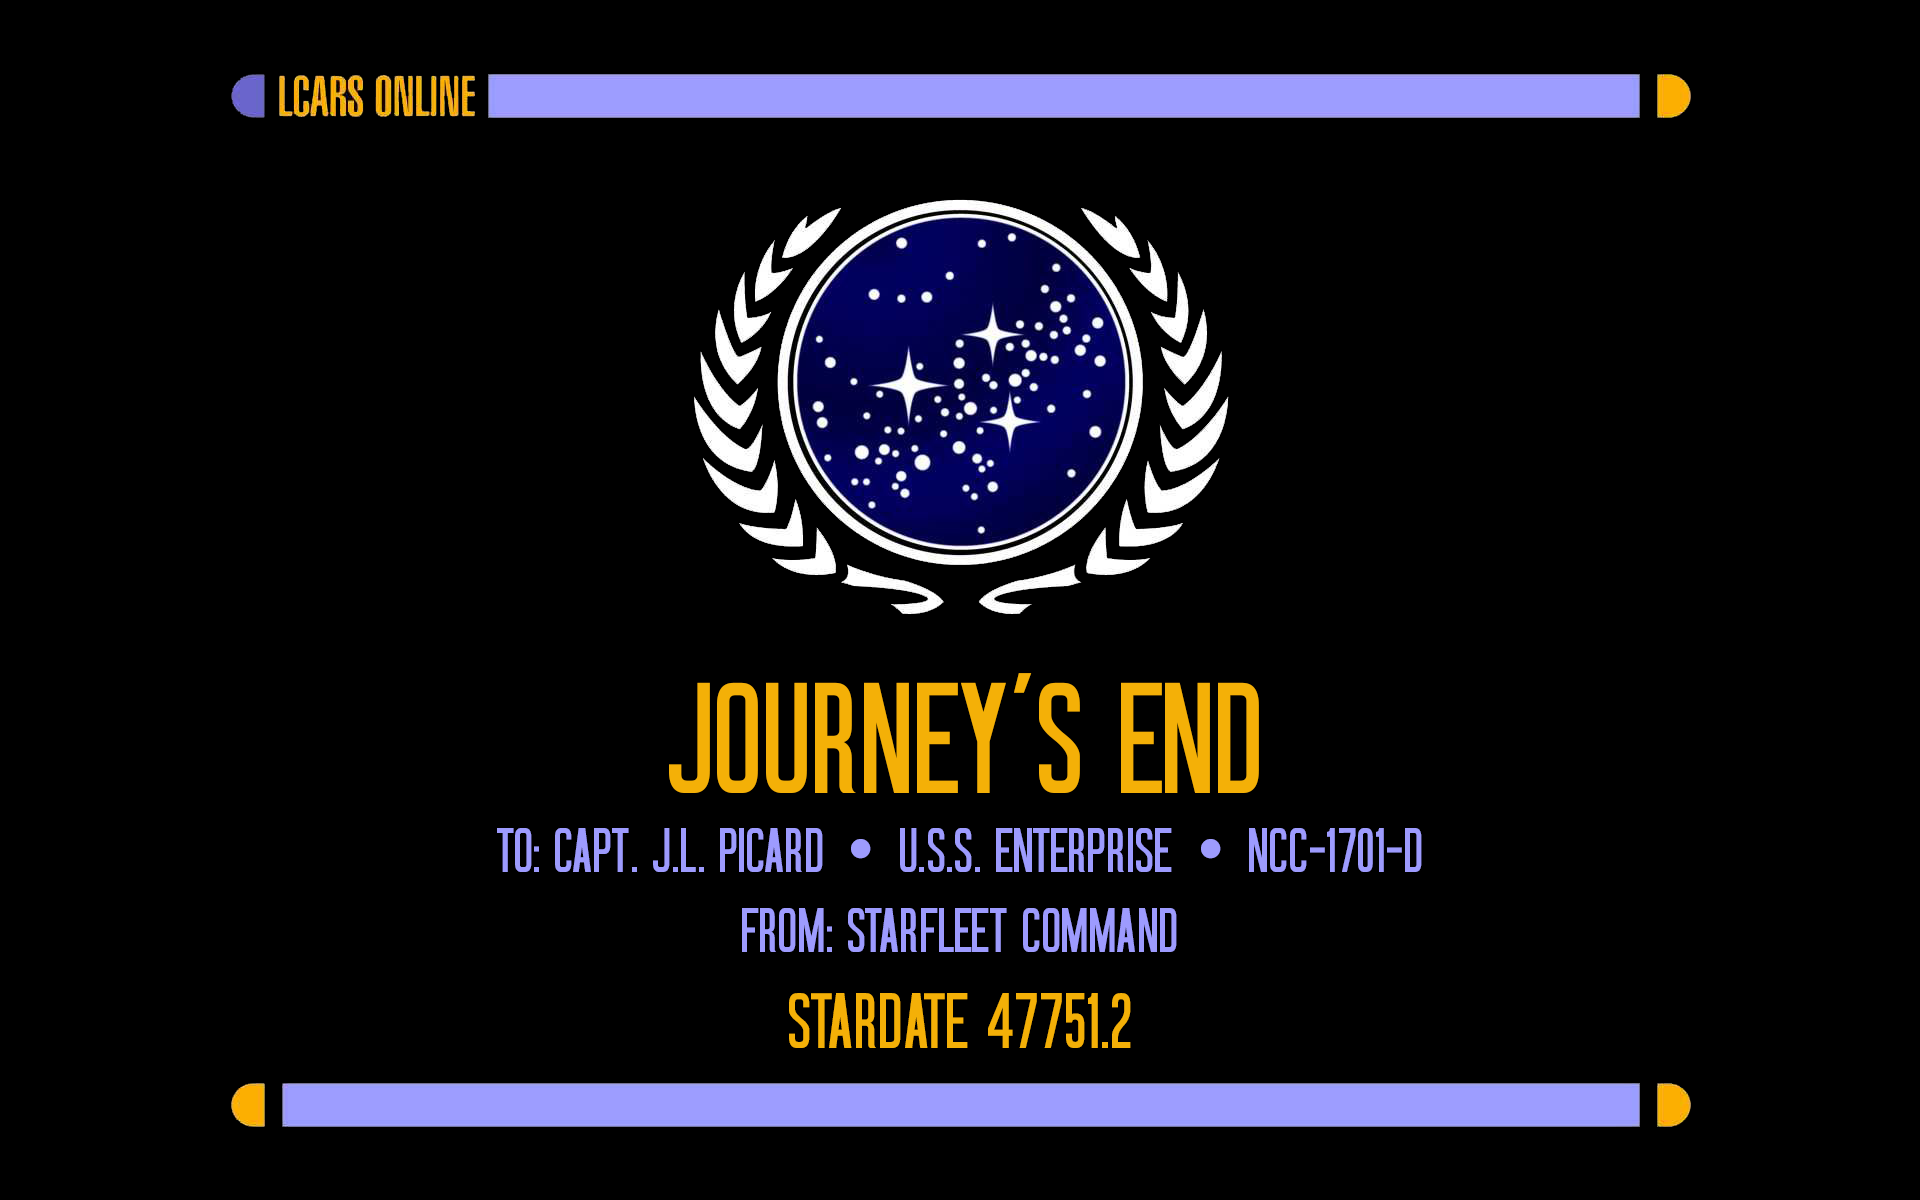 LCARS ONLINE
JOURNEY'S END
TO: CAPT. J.L. PICARD • U.S.S. ENTERPRISE • NCC-1701-D
FROM: STARFLEET COMMAND
STARDATE 47751.2